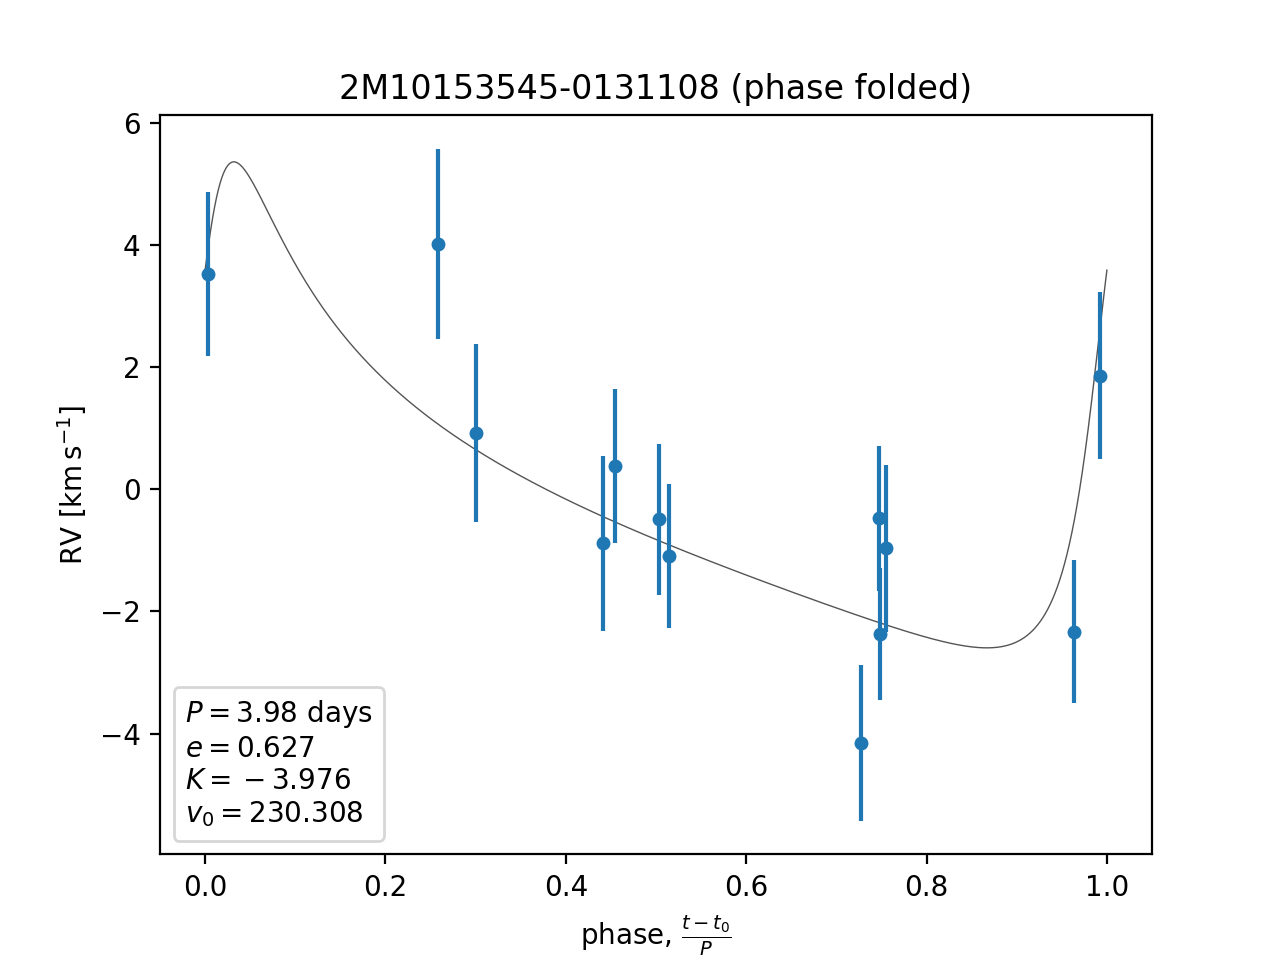 2M10153545-0131108 (phase folded)
6
4
2
0
−2
−4
RV [km s⁻¹]
P = 3.98 days
e = 0.627
K = −3.976
v₀ = 230.308
0.0 0.2 0.4 0.6 0.8 1.0
phase, (t − t₀)/P